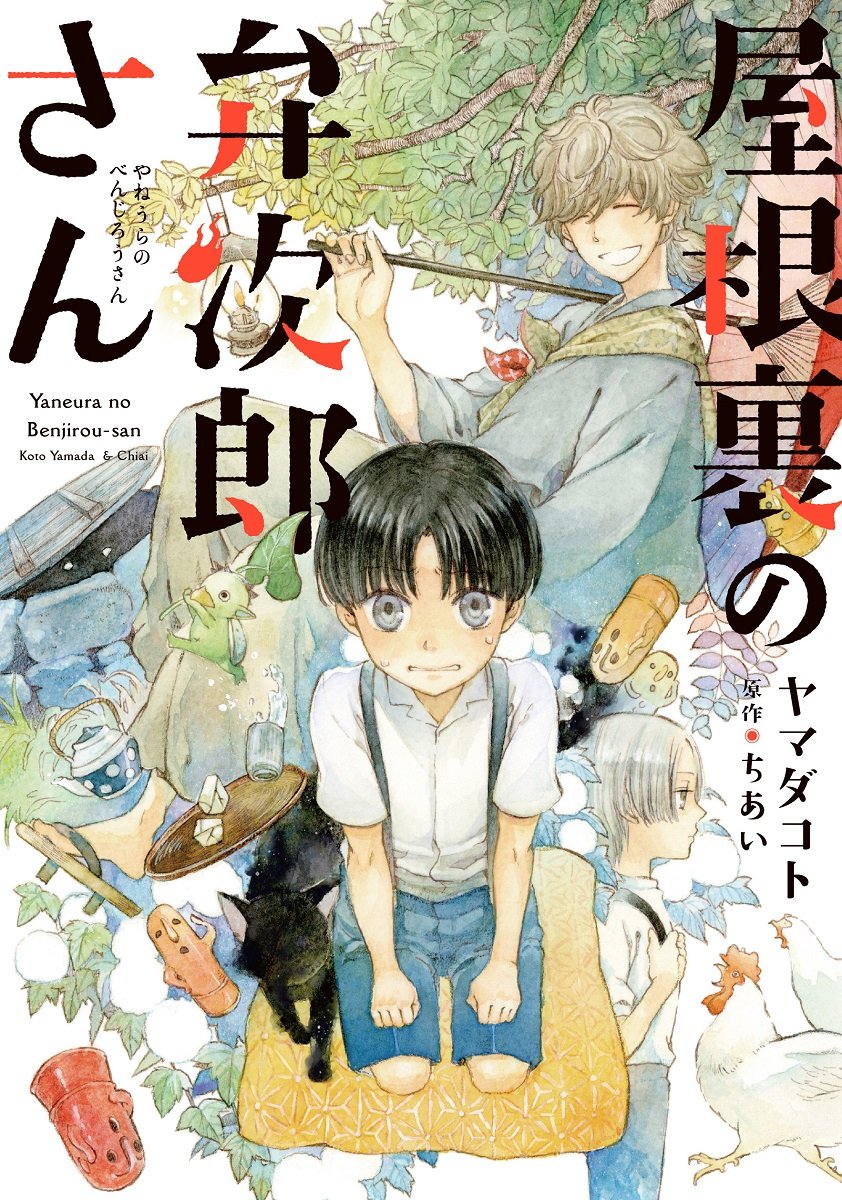 屋根裏の
弁次郎
さん
やねうらの
べんじろうさん
Yaneura no
Benjirou-san
Koto Yamada & Chiai
ヤマダコト
原作●ちあい